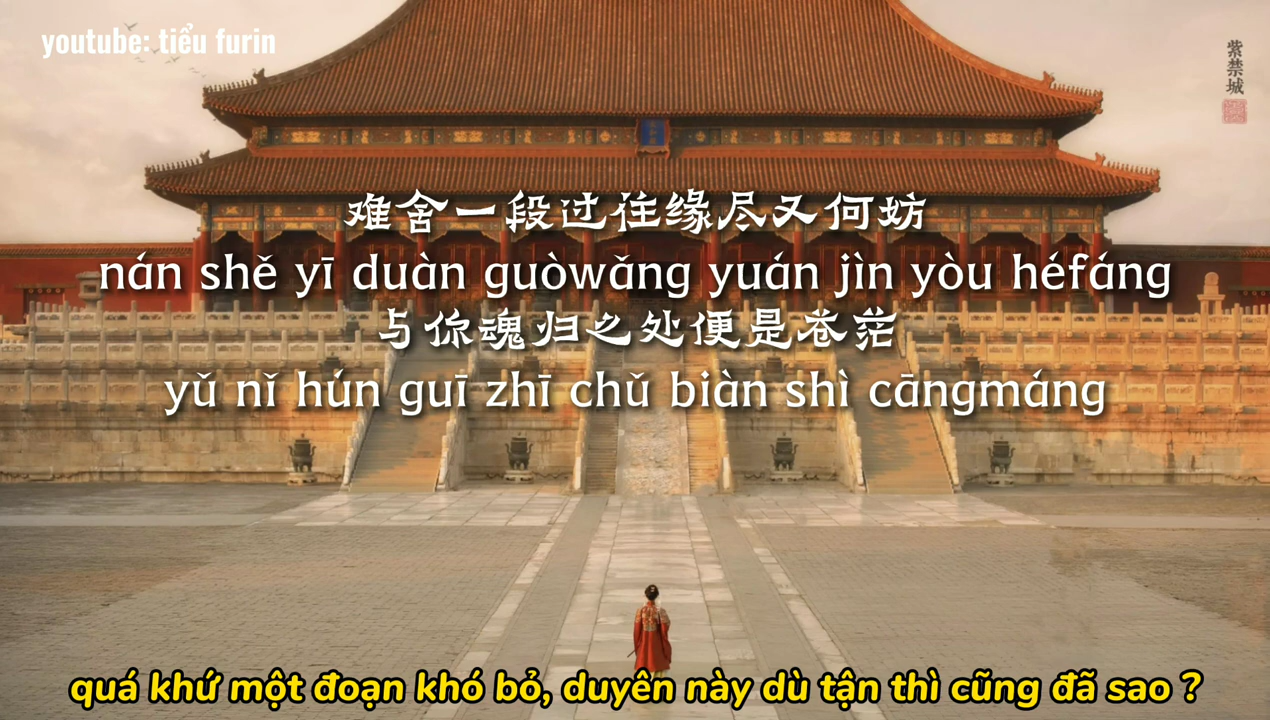 youtube: tiểu furin
紫禁城
难舍一段过往缘尽又何妨
nán shě yī duàn guòwǎng yuán jìn yòu héfáng
与你魂归之处便是苍茫
yǔ nǐ hún guī zhī chǔ biàn shì cāngmáng
quá khứ một đoạn khó bỏ, duyên này dù tận thì cũng đã sao ?